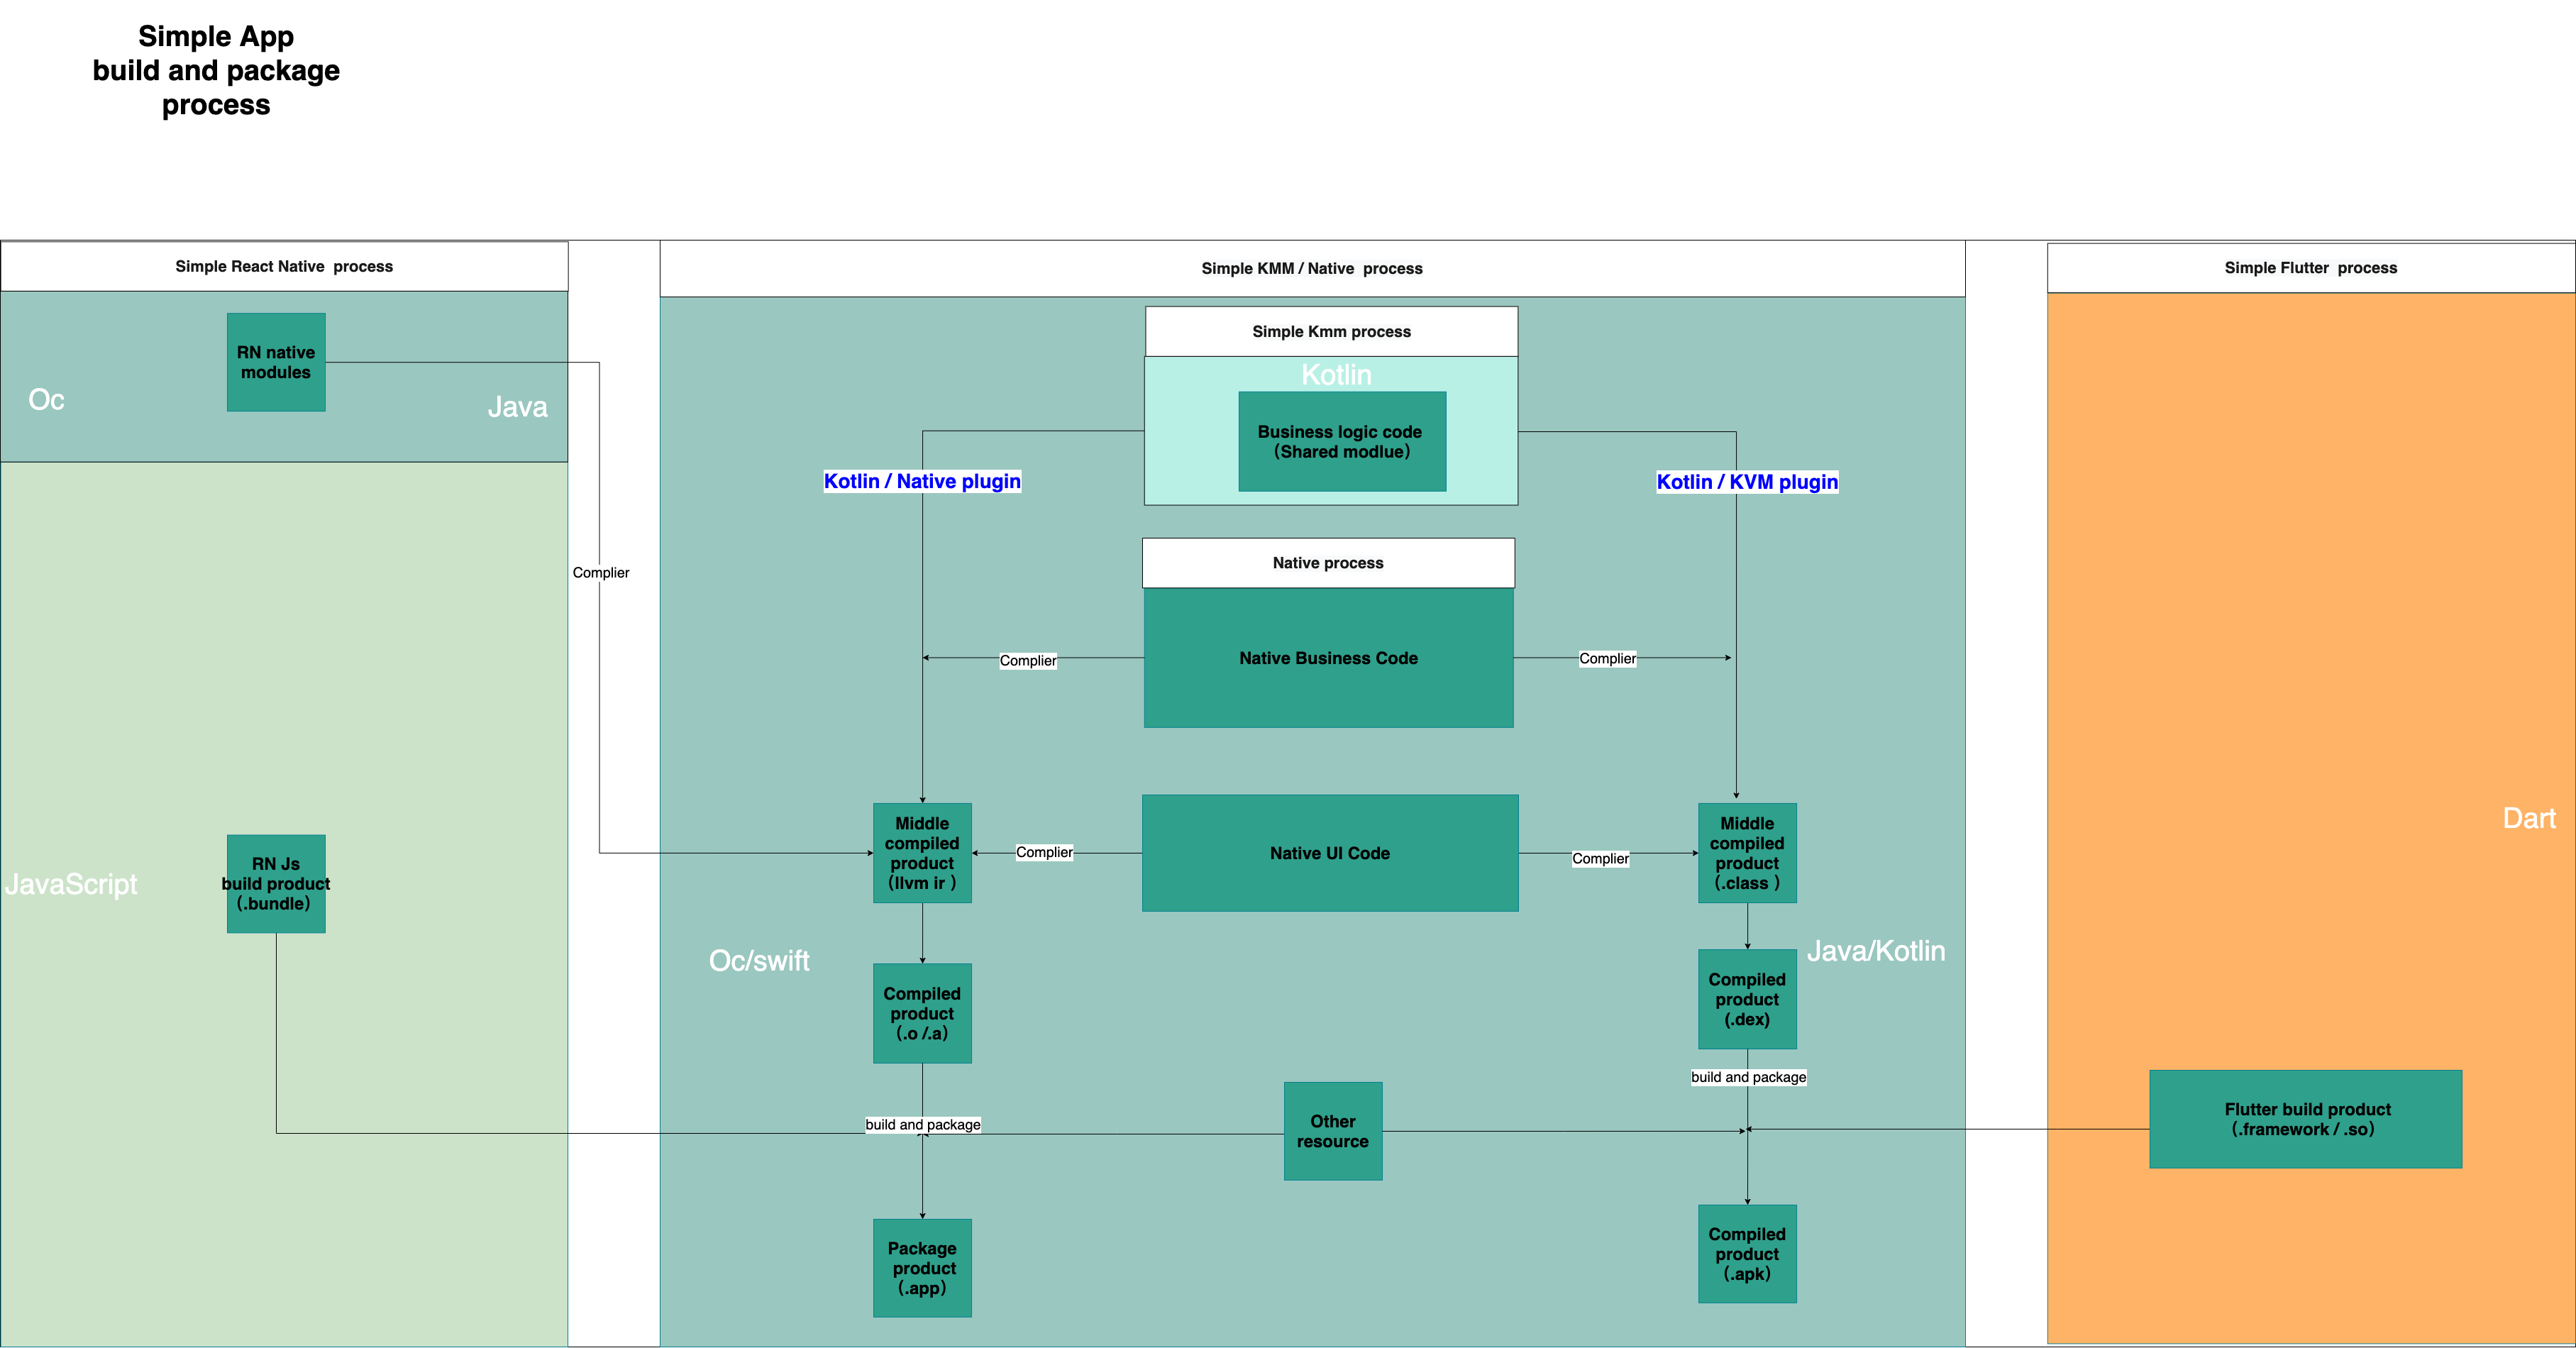 Simple App
build and package
process
Simple React Native  process
RN native
modules
Oc
Java
Complier
JavaScript
RN Js
build product
（.bundle）
Simple KMM / Native  process
Simple Kmm process
Kotlin
Business logic code
（Shared modlue）
Kotlin / Native plugin
Kotlin / KVM plugin
Native process
Native Business Code
Complier
Complier
Middle
compiled
product
（llvm ir ）
Complier
Native UI Code
Complier
Middle
compiled
product
（.class ）
Oc/swift
Java/Kotlin
Compiled
product
（.o /.a）
Compiled
product
(.dex)
build and package
build and package
Other
resource
Package
product
（.app）
Compiled
product
（.apk）
Simple Flutter  process
Dart
Flutter build product
（.framework / .so）